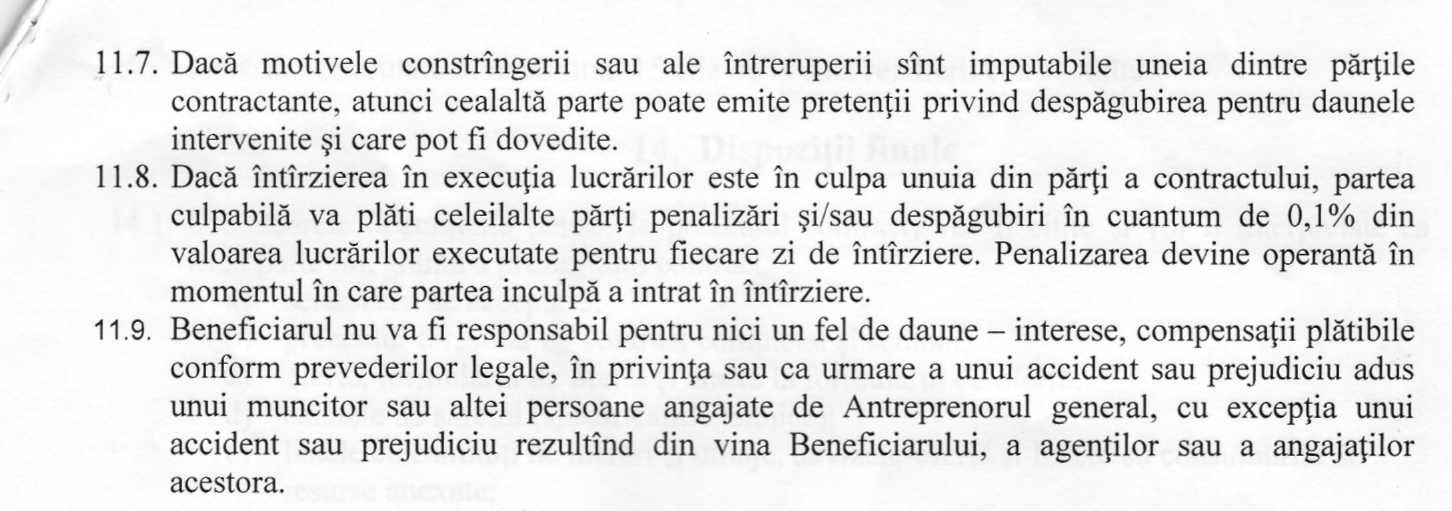 11.7. Dacă motivele constrîngerii sau ale întreruperii sînt imputabile uneia dintre părţile
contractante, atunci cealaltă parte poate emite pretenţii privind despăgubirea pentru daunele
intervenite şi care pot fi dovedite.
11.8. Dacă întîrzierea în execuţia lucrărilor este în culpa unuia din părţi a contractului, partea
culpabilă va plăti celeilalte părţi penalizări şi/sau despăgubiri în cuantum de 0,1% din
valoarea lucrărilor executate pentru fiecare zi de întîrziere. Penalizarea devine operantă în
momentul în care partea inculpă a intrat în întîrziere.
11.9. Beneficiarul nu va fi responsabil pentru nici un fel de daune – interese, compensaţii plătibile
conform prevederilor legale, în privinţa sau ca urmare a unui accident sau prejudiciu adus
unui muncitor sau altei persoane angajate de Antreprenorul general, cu excepţia unui
accident sau prejudiciu rezultînd din vina Beneficiarului, a agenţilor sau a angajaţilor
acestora.